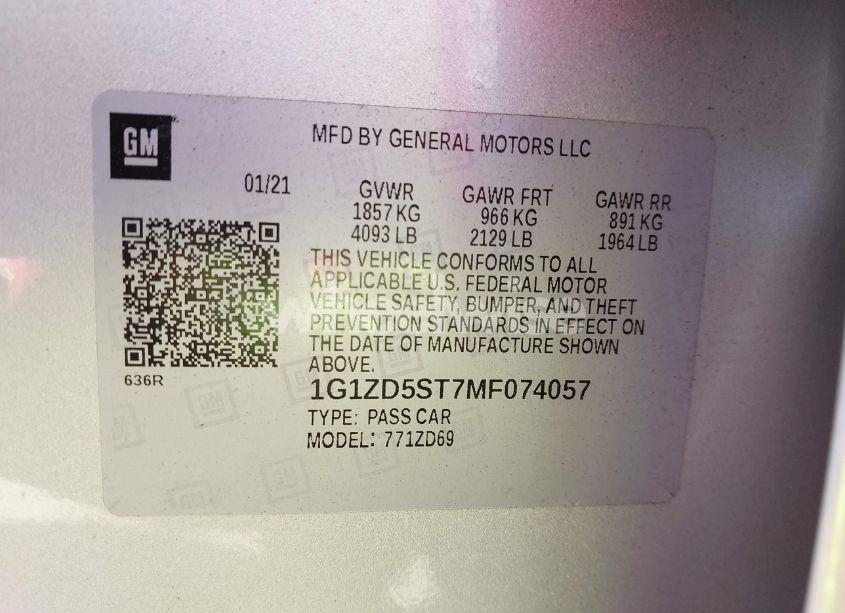 GM
MFD BY GENERAL MOTORS LLC
01/21
GVWR GAWR FRT GAWR RR
1857 KG 966 KG 891 KG
4093 LB 2129 LB 1964 LB
THIS VEHICLE CONFORMS TO ALL
APPLICABLE U.S. FEDERAL MOTOR
VEHICLE SAFETY, BUMPER, AND THEFT
PREVENTION STANDARDS IN EFFECT ON
THE DATE OF MANUFACTURE SHOWN
ABOVE.
636R
1G1ZD5ST7MF074057
TYPE: PASS CAR
MODEL: 771ZD69